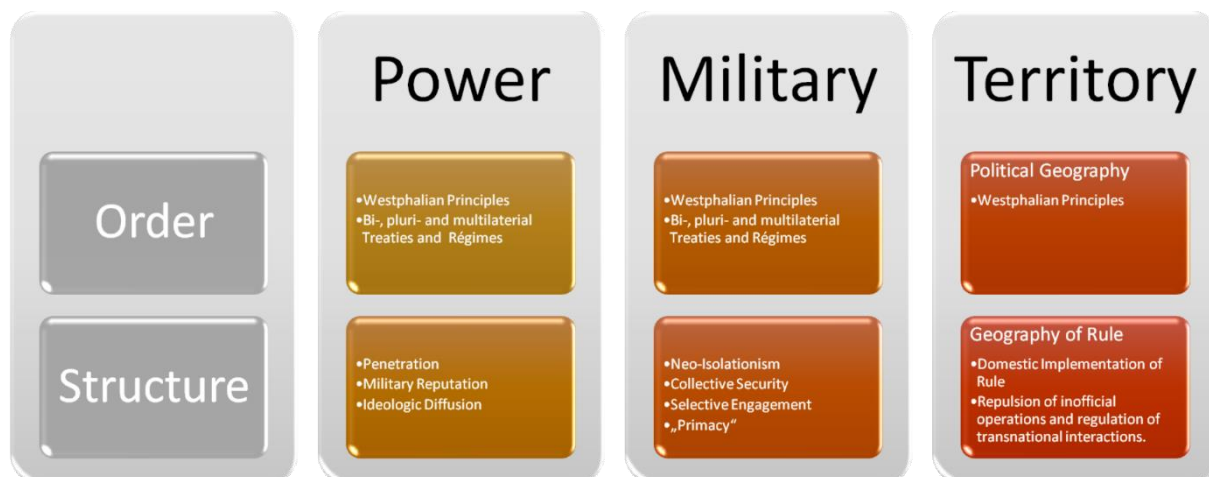 Power
Military
Territory
Order
•Westphalian Principles
•Bi-, pluri- and multilaterial
Treaties and Régimes
•Westphalian Principles
•Bi-, pluri- and multilaterial
Treaties and Régimes
Political Geography
•Westphalian Principles
Structure
•Penetration
•Military Reputation
•Ideologic Diffusion
•Neo-Isolationism
•Collective Security
•Selective Engagement
•„Primacy“
Geography of Rule
•Domestic Implementation of
Rule
•Repulsion of inofficial
operations and regulation of
transnational interactions.